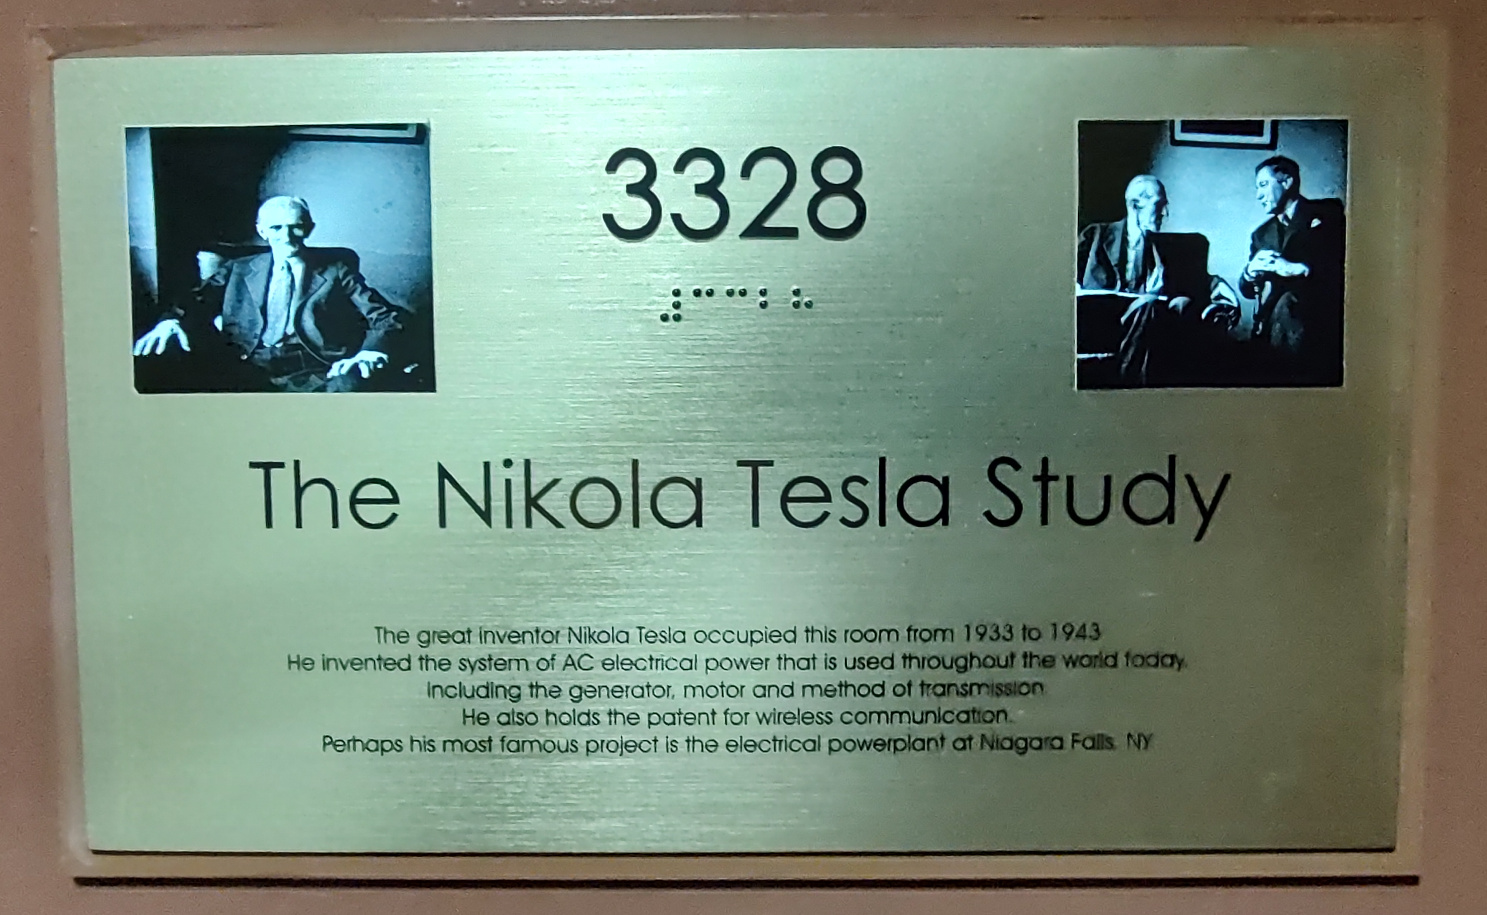 3328
⠼⠉⠉⠃⠓
The Nikola Tesla Study
The great inventor Nikola Tesla occupied this room from 1933 to 1943
He invented the system of AC electrical power that is used throughout the world today,
including the generator, motor and method of transmission
He also holds the patent for wireless communication.
Perhaps his most famous project is the electrical powerplant at Niagara Falls, NY